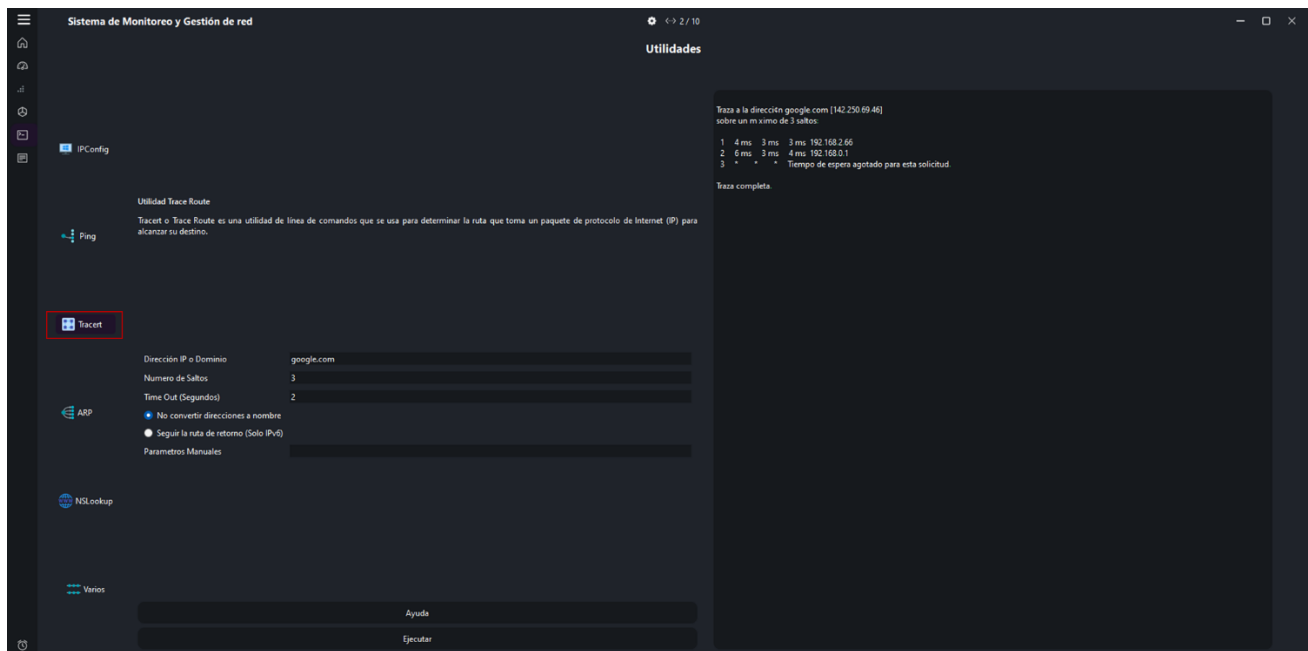 Sistema de Monitoreo y Gestión de red
2 / 10
Utilidades
IPConfig
Ping
Tracert
ARP
NSLookup
Varios
Utilidad Trace Route
Tracert o Trace Route es una utilidad de línea de comandos que se usa para determinar la ruta que toma un paquete de protocolo de Internet (IP) para
alcanzar su destino.
Dirección IP o Dominio google.com
Numero de Saltos 3
Time Out (Segundos) 2
No convertir direcciones a nombre
Seguir la ruta de retorno (Solo IPv6)
Parametros Manuales
Ayuda
Ejecutar
Traza a la direcci¢n google.com [142.250.69.46]
sobre un m ximo de 3 saltos:
1 4 ms 3 ms 3 ms 192.168.2.66
2 6 ms 3 ms 4 ms 192.168.0.1
3 * * * Tiempo de espera agotado para esta solicitud.
Traza completa.